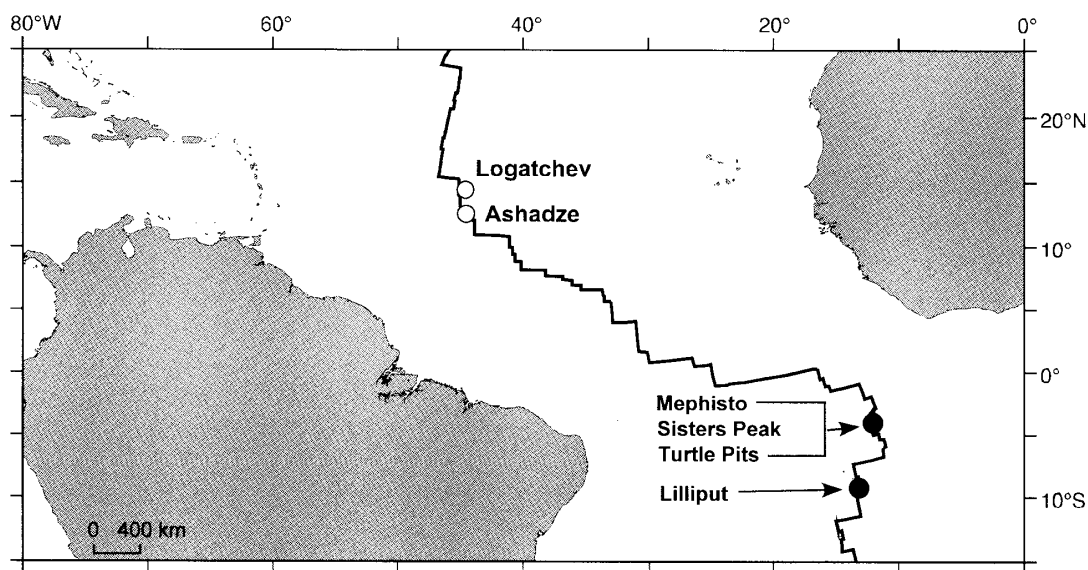 80°W 60° 40° 20° 0°
20°N
Logatchev
Ashadze
10°N
0°
Mephisto
Sisters Peak
Turtle Pits
Lilliput
10°S
0 400 km